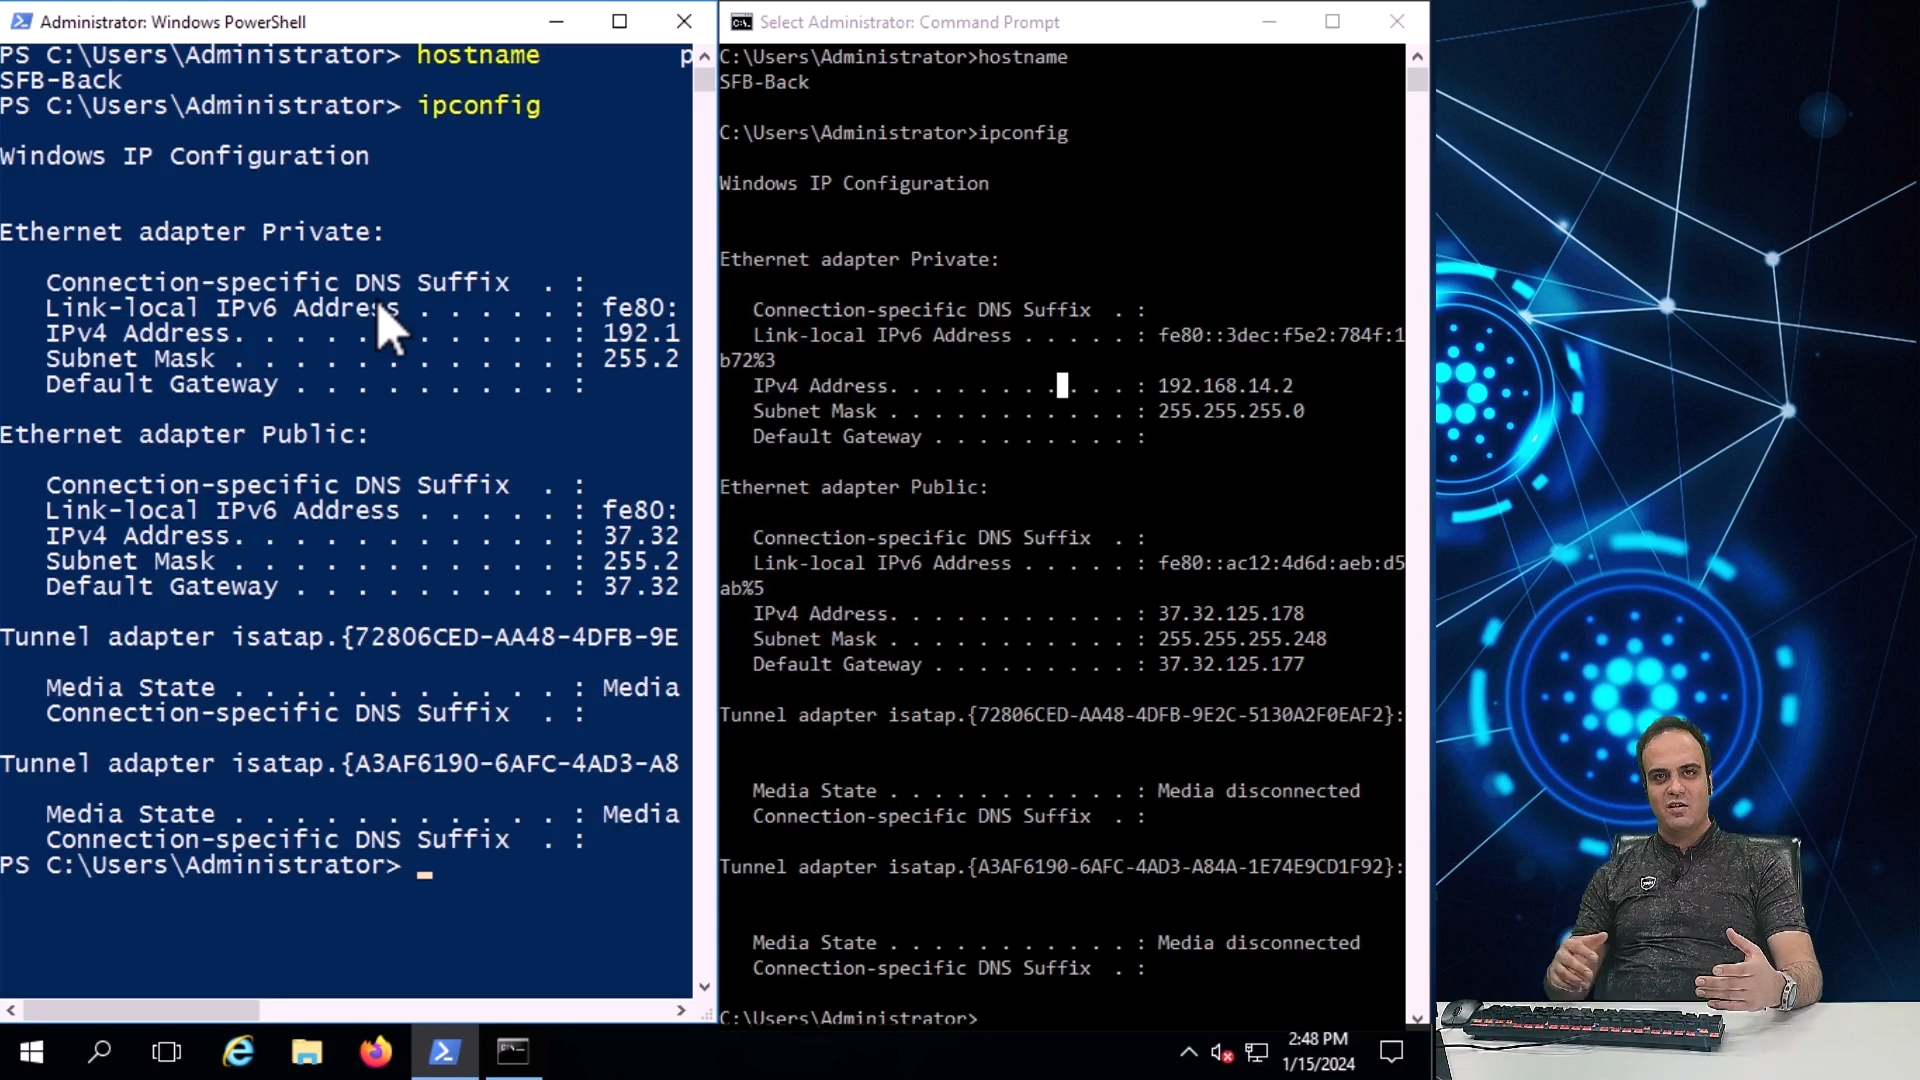 Administrator: Windows PowerShell
PS C:\Users\Administrator> hostname p
SFB-Back
PS C:\Users\Administrator> ipconfig
Windows IP Configuration
Ethernet adapter Private:
Connection-specific DNS Suffix . :
Link-local IPv6 Address . . . . . : fe80:
IPv4 Address. . . . . . . . . . . : 192.1
Subnet Mask . . . . . . . . . . . : 255.2
Default Gateway . . . . . . . . . :
Ethernet adapter Public:
Connection-specific DNS Suffix . :
Link-local IPv6 Address . . . . . : fe80:
IPv4 Address. . . . . . . . . . . : 37.32
Subnet Mask . . . . . . . . . . . : 255.2
Default Gateway . . . . . . . . . : 37.32
Tunnel adapter isatap.{72806CED-AA48-4DFB-9E
Media State . . . . . . . . . . . : Media
Connection-specific DNS Suffix . :
Tunnel adapter isatap.{A3AF6190-6AFC-4AD3-A8
Media State . . . . . . . . . . . : Media
Connection-specific DNS Suffix . :
PS C:\Users\Administrator> _
Select Administrator: Command Prompt
C:\Users\Administrator>hostname
SFB-Back
C:\Users\Administrator>ipconfig
Windows IP Configuration
Ethernet adapter Private:
Connection-specific DNS Suffix . :
Link-local IPv6 Address . . . . . : fe80::3dec:f5e2:784f:1
b72%3
IPv4 Address. . . . . . . . . . . : 192.168.14.2
Subnet Mask . . . . . . . . . . . : 255.255.255.0
Default Gateway . . . . . . . . . :
Ethernet adapter Public:
Connection-specific DNS Suffix . :
Link-local IPv6 Address . . . . . : fe80::ac12:4d6d:aeb:d5
ab%5
IPv4 Address. . . . . . . . . . . : 37.32.125.178
Subnet Mask . . . . . . . . . . . : 255.255.255.248
Default Gateway . . . . . . . . . : 37.32.125.177
Tunnel adapter isatap.{72806CED-AA48-4DFB-9E2C-5130A2F0EAF2}:
Media State . . . . . . . . . . . : Media disconnected
Connection-specific DNS Suffix . :
Tunnel adapter isatap.{A3AF6190-6AFC-4AD3-A84A-1E74E9CD1F92}:
Media State . . . . . . . . . . . : Media disconnected
Connection-specific DNS Suffix . :
C:\Users\Administrator>
2:48 PM
1/15/2024